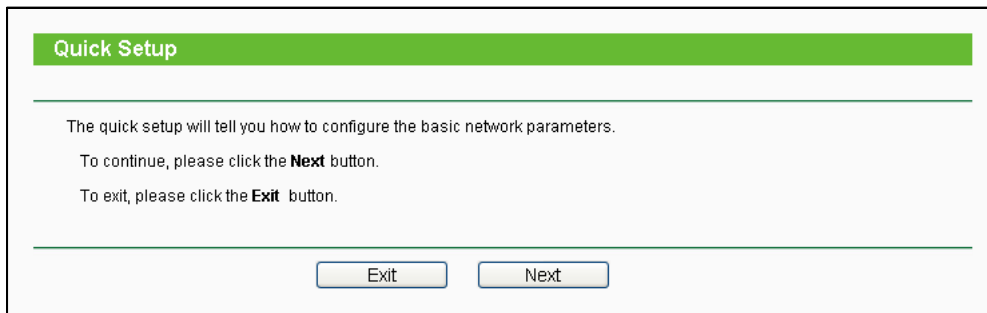 Quick Setup
The quick setup will tell you how to configure the basic network parameters.
To continue, please click the Next button.
To exit, please click the Exit button.
Exit Next